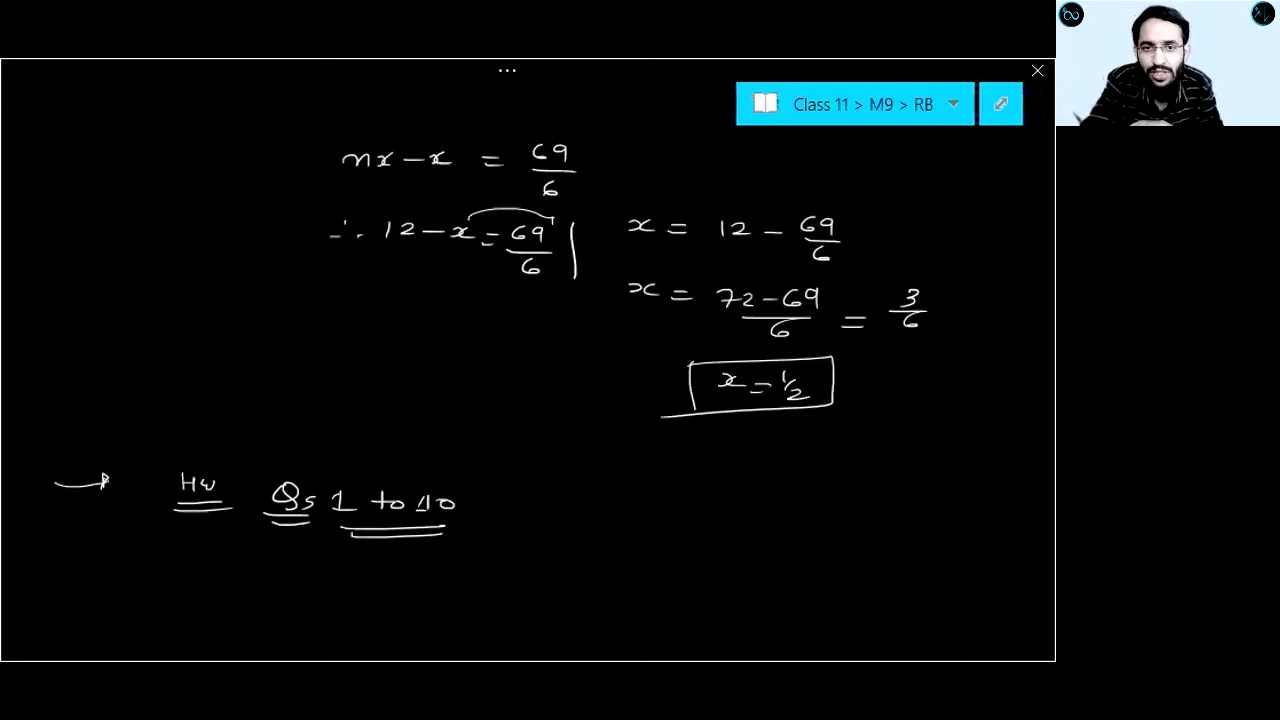 Class 11 > M9 > RB
nx - x = 69/6
∴ 12 - x = 69/6
x = 12 - 69/6
x = 72 - 69/6 = 3/6
x = 1/2
→ HW Qs 1 to 10